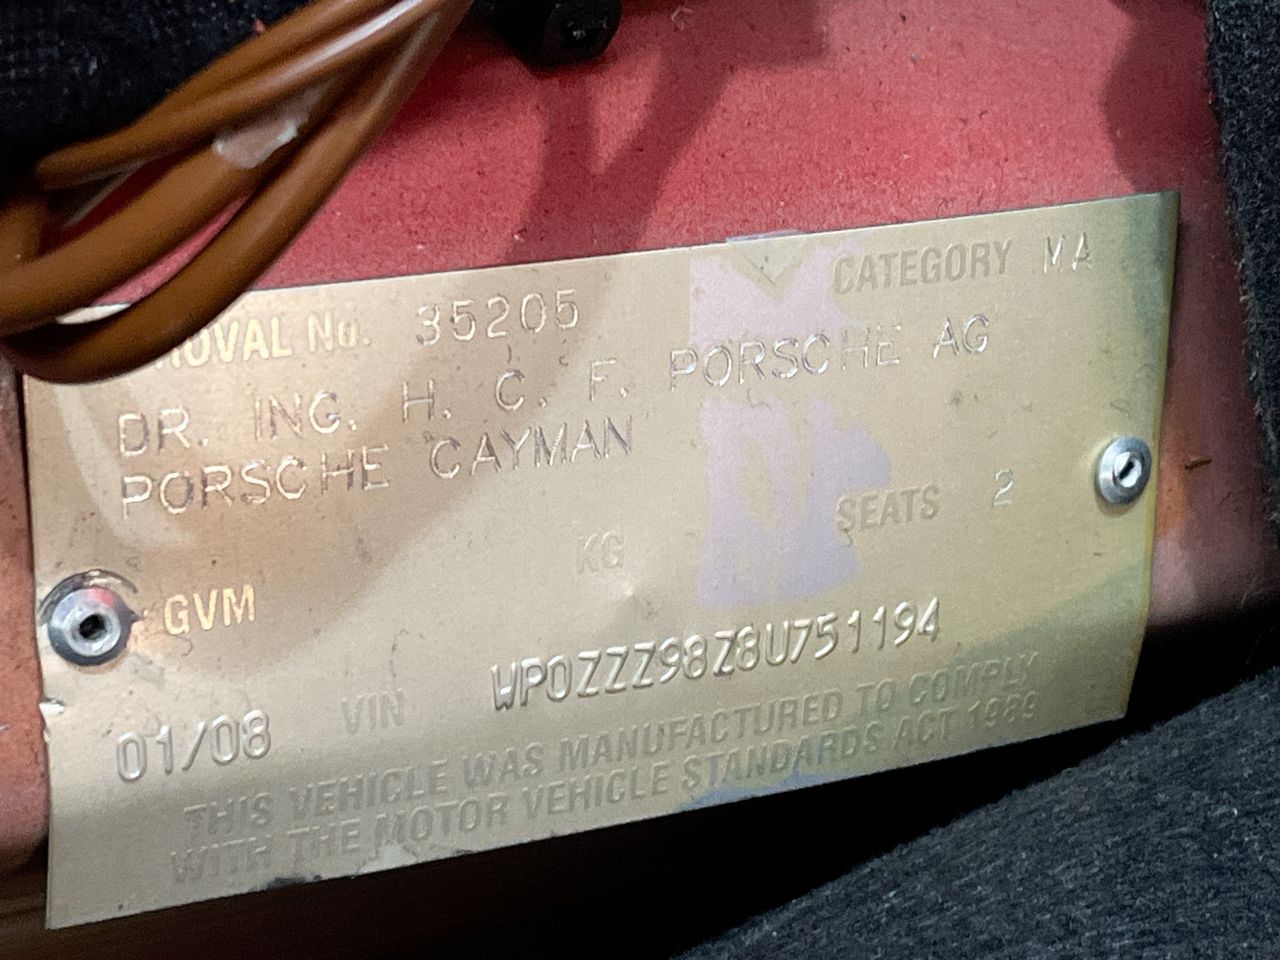 CATEGORY MA
ROVAL No. 35205
DR. ING. H. C. F. PORSCHE AG
PORSCHE CAYMAN
SEATS 2
GVM KG
01/08 VIN WP0ZZZ98Z8U751194
THIS VEHICLE WAS MANUFACTURED TO COMPLY
WITH THE MOTOR VEHICLE STANDARDS ACT 1989